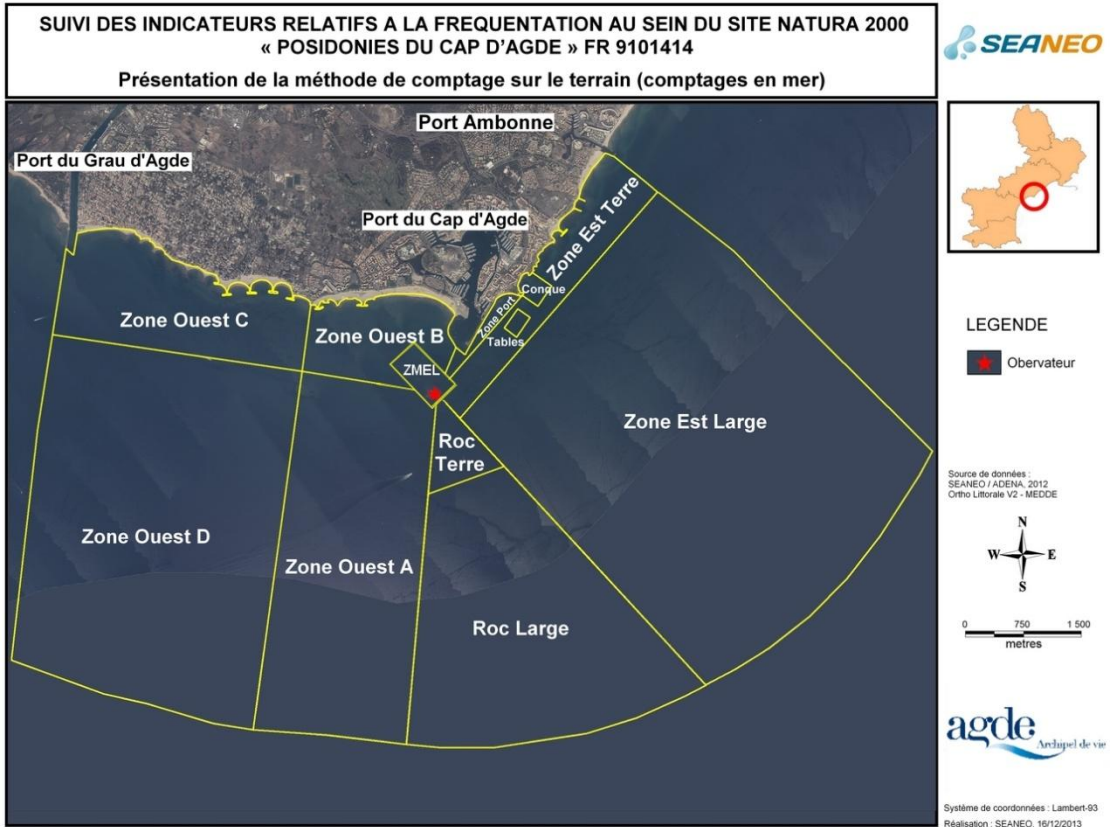 SUIVI DES INDICATEURS RELATIFS A LA FREQUENTATION AU SEIN DU SITE NATURA 2000
« POSIDONIES DU CAP D'AGDE » FR 9101414
Présentation de la méthode de comptage sur le terrain (comptages en mer)
SEANEO
Port Ambonne
Port du Grau d'Agde
Port du Cap d'Agde
Zone Est Terre
Conque
Zone Port
Tables
Zone Ouest C
Zone Ouest B
ZMEL
Roc
Terre
Zone Est Large
Zone Ouest D
Zone Ouest A
Roc Large
LEGENDE
Obervateur
Source de données :
SEANEO / ADENA, 2012
Ortho Littorale V2 - MEDDE
N
W E
S
0 750 1 500
metres
agde
Archipel de vie
Système de coordonnées : Lambert-93
Réalisation : SEANEO, 16/12/2013